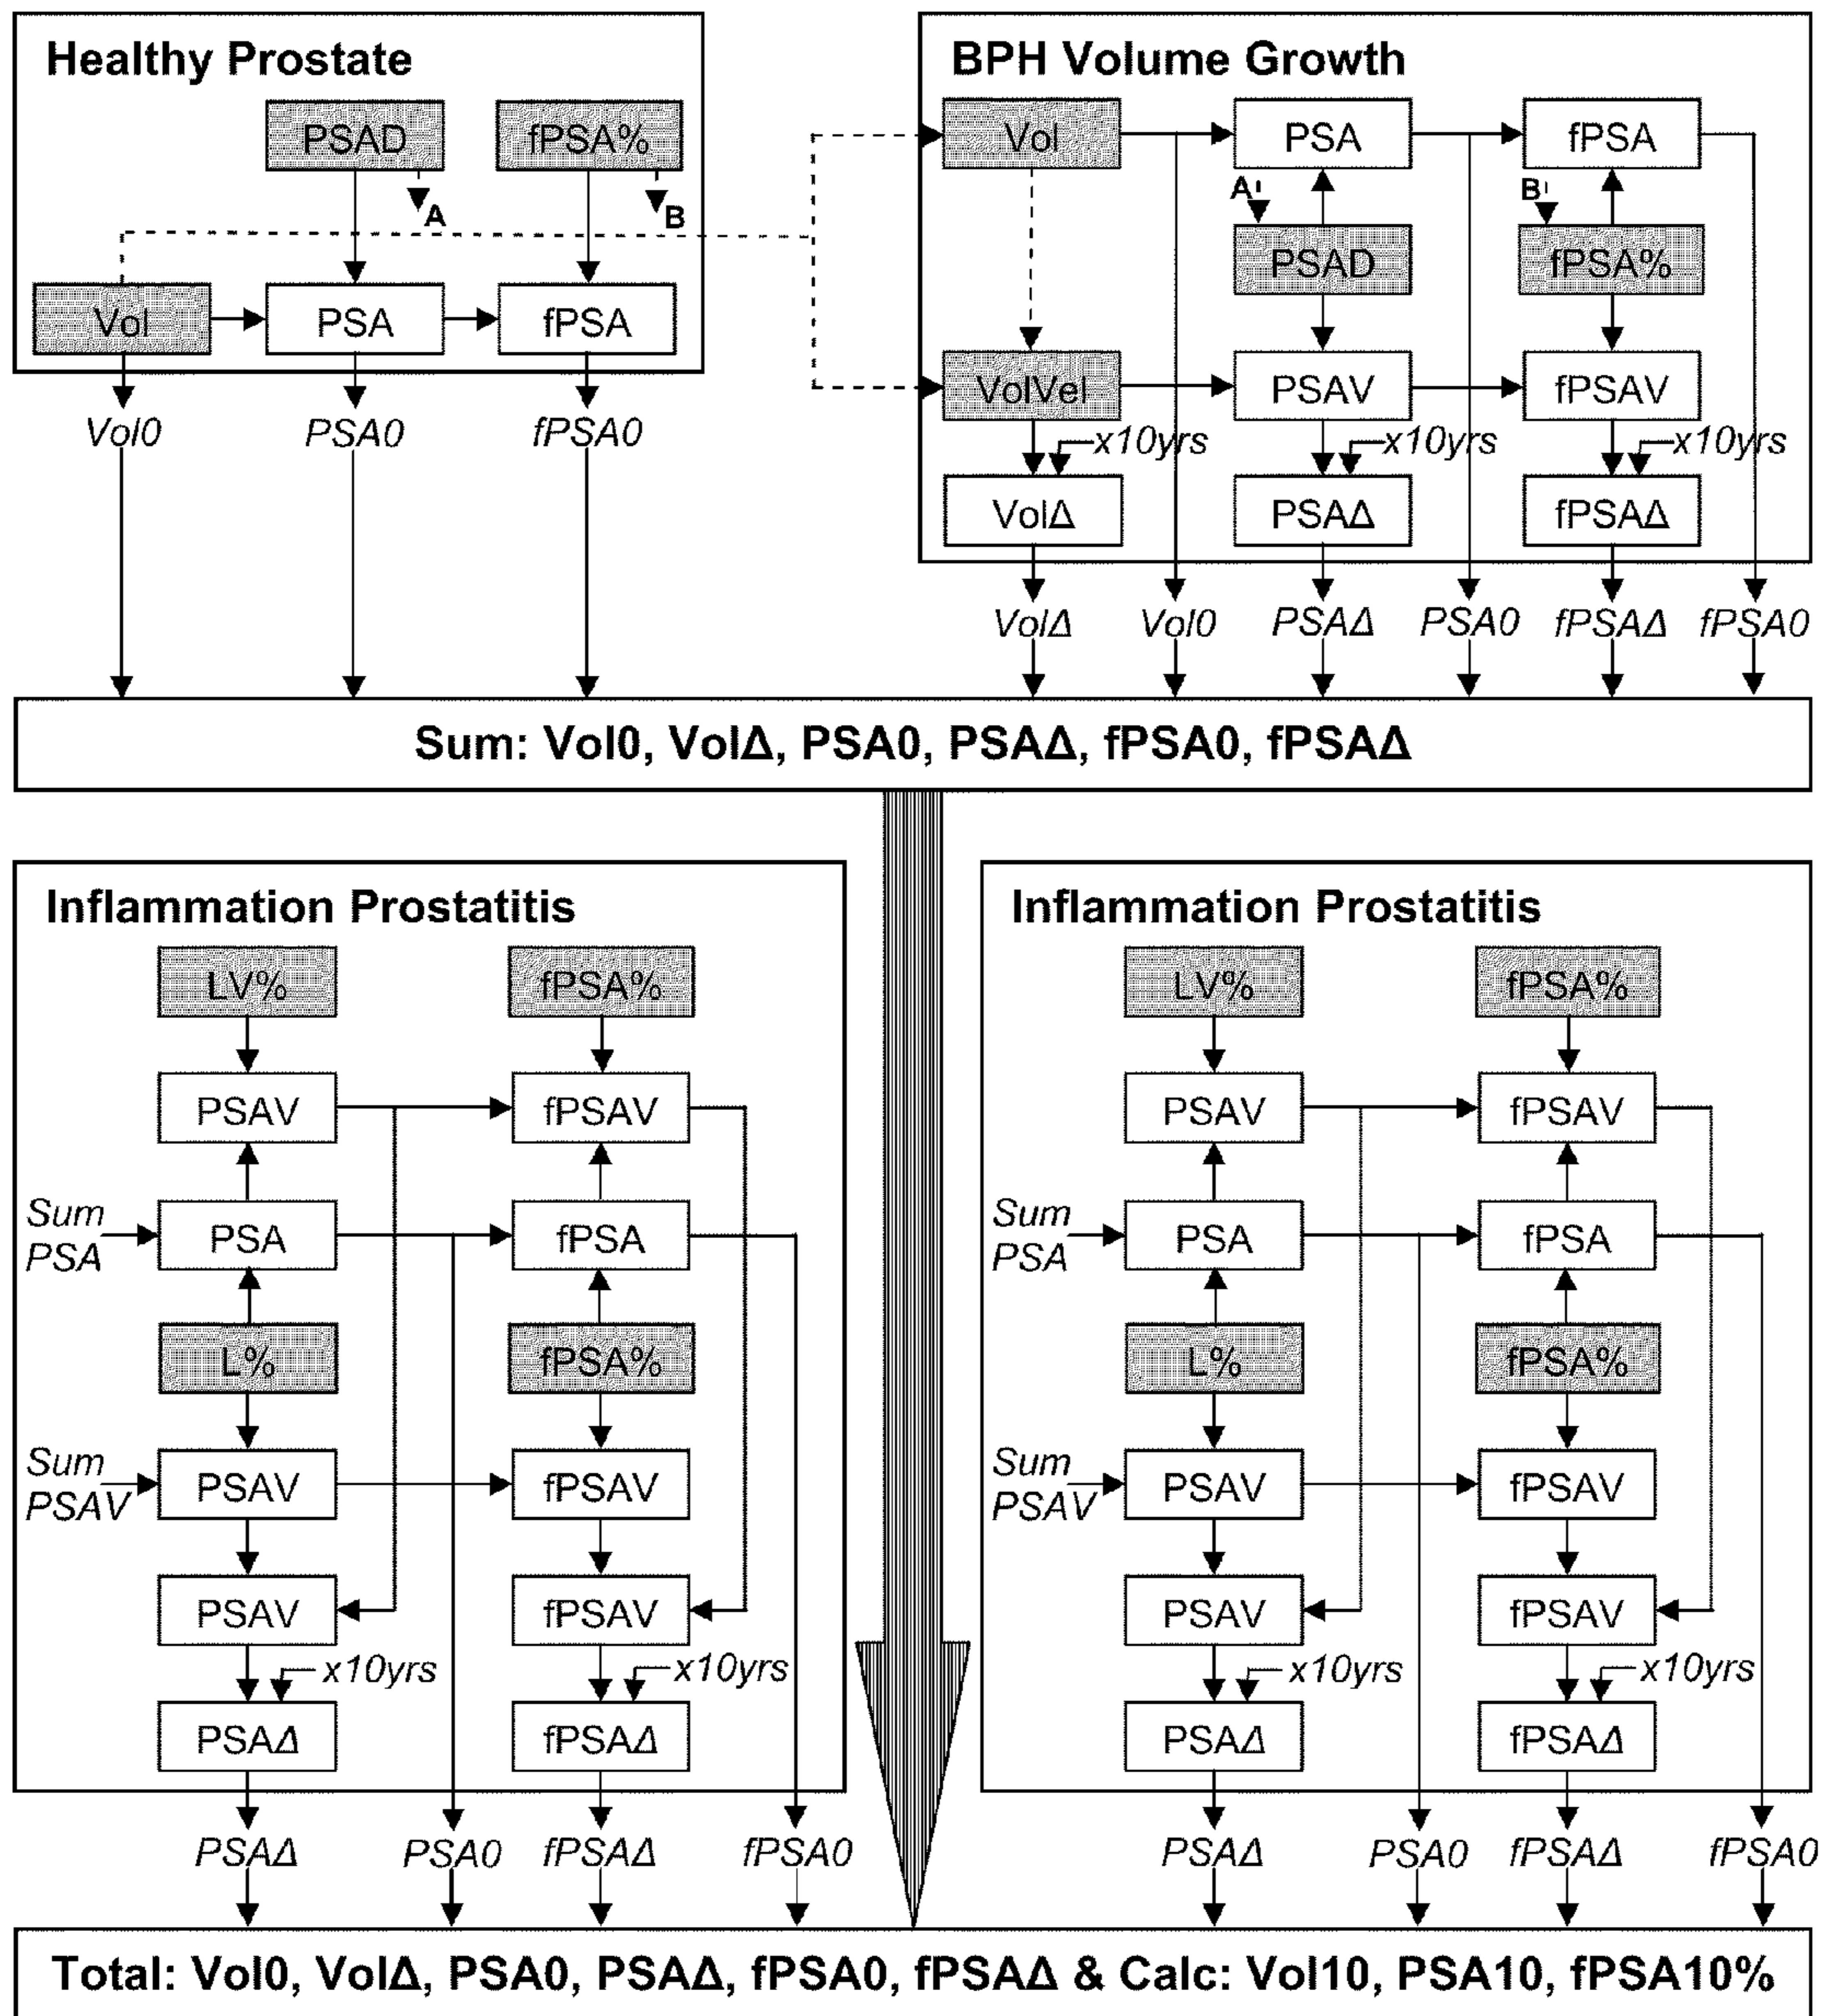 Healthy Prostate
PSAD
fPSA%
A
B
Vol
PSA
fPSA
Vol0
PSA0
fPSA0
BPH Volume Growth
Vol
PSA
fPSA
A
B
PSAD
fPSA%
VolVel
PSAV
fPSAV
x10yrs
x10yrs
x10yrs
VolΔ
PSAΔ
fPSAΔ
VolΔ
Vol0
PSAΔ
PSA0
fPSAΔ
fPSA0
Sum: Vol0, VolΔ, PSA0, PSAΔ, fPSA0, fPSAΔ
Inflammation Prostatitis
LV%
fPSA%
PSAV
fPSAV
Sum
PSA
PSA
fPSA
L%
fPSA%
Sum
PSAV
PSAV
fPSAV
PSAV
fPSAV
x10yrs
x10yrs
PSAΔ
fPSAΔ
PSAΔ
PSA0
fPSAΔ
fPSA0
Inflammation Prostatitis
LV%
fPSA%
PSAV
fPSAV
Sum
PSA
PSA
fPSA
L%
fPSA%
Sum
PSAV
PSAV
fPSAV
PSAV
fPSAV
x10yrs
x10yrs
PSAΔ
fPSAΔ
PSAΔ
PSA0
fPSAΔ
fPSA0
Total: Vol0, VolΔ, PSA0, PSAΔ, fPSA0, fPSAΔ & Calc: Vol10, PSA10, fPSA10%